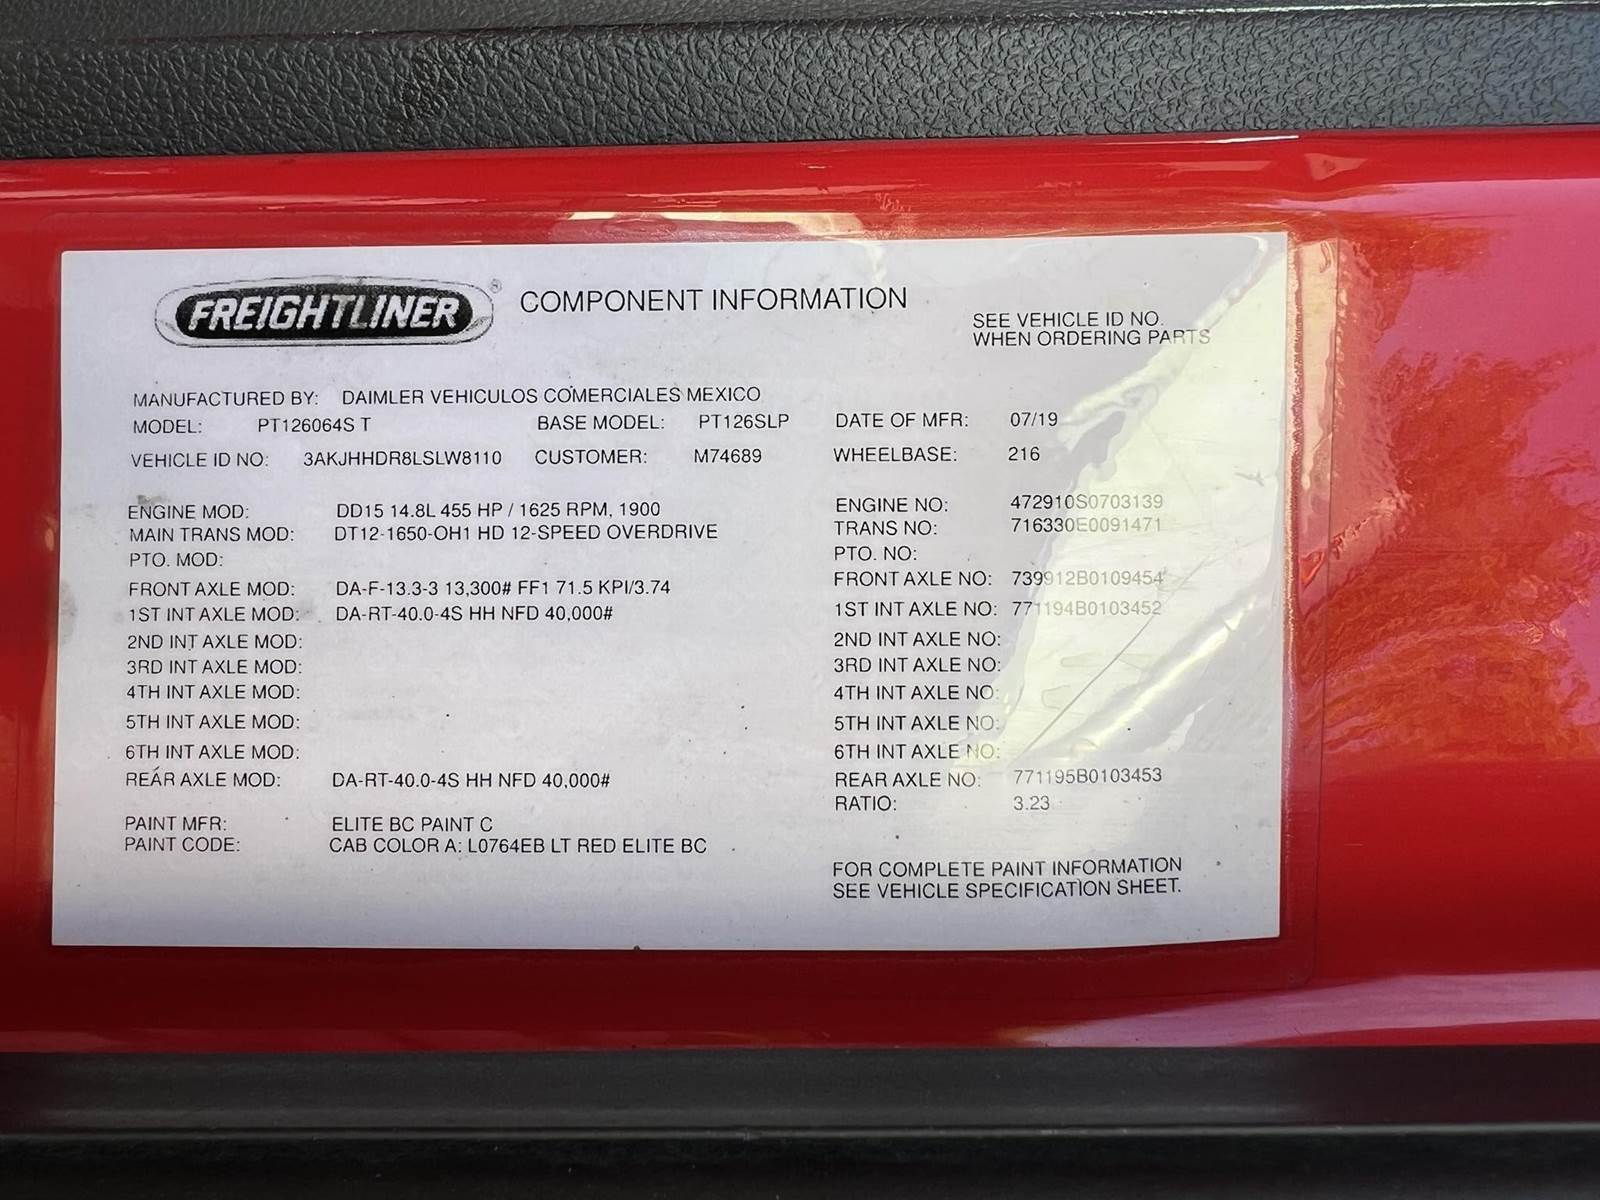 FREIGHTLINER®
COMPONENT INFORMATION
SEE VEHICLE ID NO.
WHEN ORDERING PARTS
MANUFACTURED BY: DAIMLER VEHICULOS COMERCIALES MEXICO
MODEL: PT126064S T BASE MODEL: PT126SLP DATE OF MFR: 07/19
VEHICLE ID NO: 3AKJHHDR8LSLW8110 CUSTOMER: M74689 WHEELBASE: 216
ENGINE MOD: DD15 14.8L 455 HP / 1625 RPM, 1900 ENGINE NO: 472910S0703139
MAIN TRANS MOD: DT12-1650-OH1 HD 12-SPEED OVERDRIVE TRANS NO: 716330E0091471
PTO. MOD: PTO. NO:
FRONT AXLE MOD: DA-F-13.3-3 13,300# FF1 71.5 KPI/3.74 FRONT AXLE NO: 739912B0109454
1ST INT AXLE MOD: DA-RT-40.0-4S HH NFD 40,000# 1ST INT AXLE NO: 771194B0103452
2ND INT AXLE MOD: 2ND INT AXLE NO:
3RD INT AXLE MOD: 3RD INT AXLE NO:
4TH INT AXLE MOD: 4TH INT AXLE NO:
5TH INT AXLE MOD: 5TH INT AXLE NO:
6TH INT AXLE MOD: 6TH INT AXLE NO:
REAR AXLE MOD: DA-RT-40.0-4S HH NFD 40,000# REAR AXLE NO: 771195B0103453
RATIO: 3.23
PAINT MFR: ELITE BC PAINT C
PAINT CODE: CAB COLOR A: L0764EB LT RED ELITE BC
FOR COMPLETE PAINT INFORMATION
SEE VEHICLE SPECIFICATION SHEET.